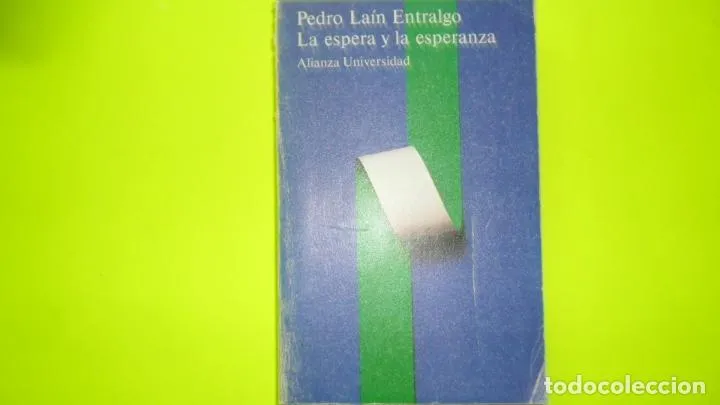 Pedro Laín Entralgo
La espera y la esperanza
Alianza Universidad
todocoleccion